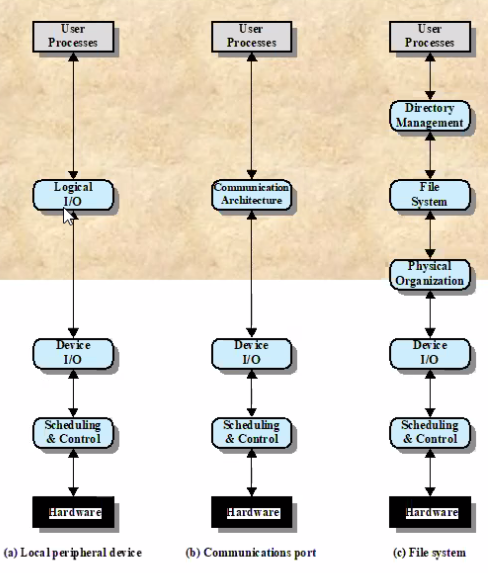 User
Processes
Logical
I/O
Device
I/O
Scheduling
& Control
Hardware
(a) Local peripheral device
User
Processes
Communication
Architecture
Device
I/O
Scheduling
& Control
Hardware
(b) Communications port
User
Processes
Directory
Management
File
System
Physical
Organization
Device
I/O
Scheduling
& Control
Hardware
(c) File system